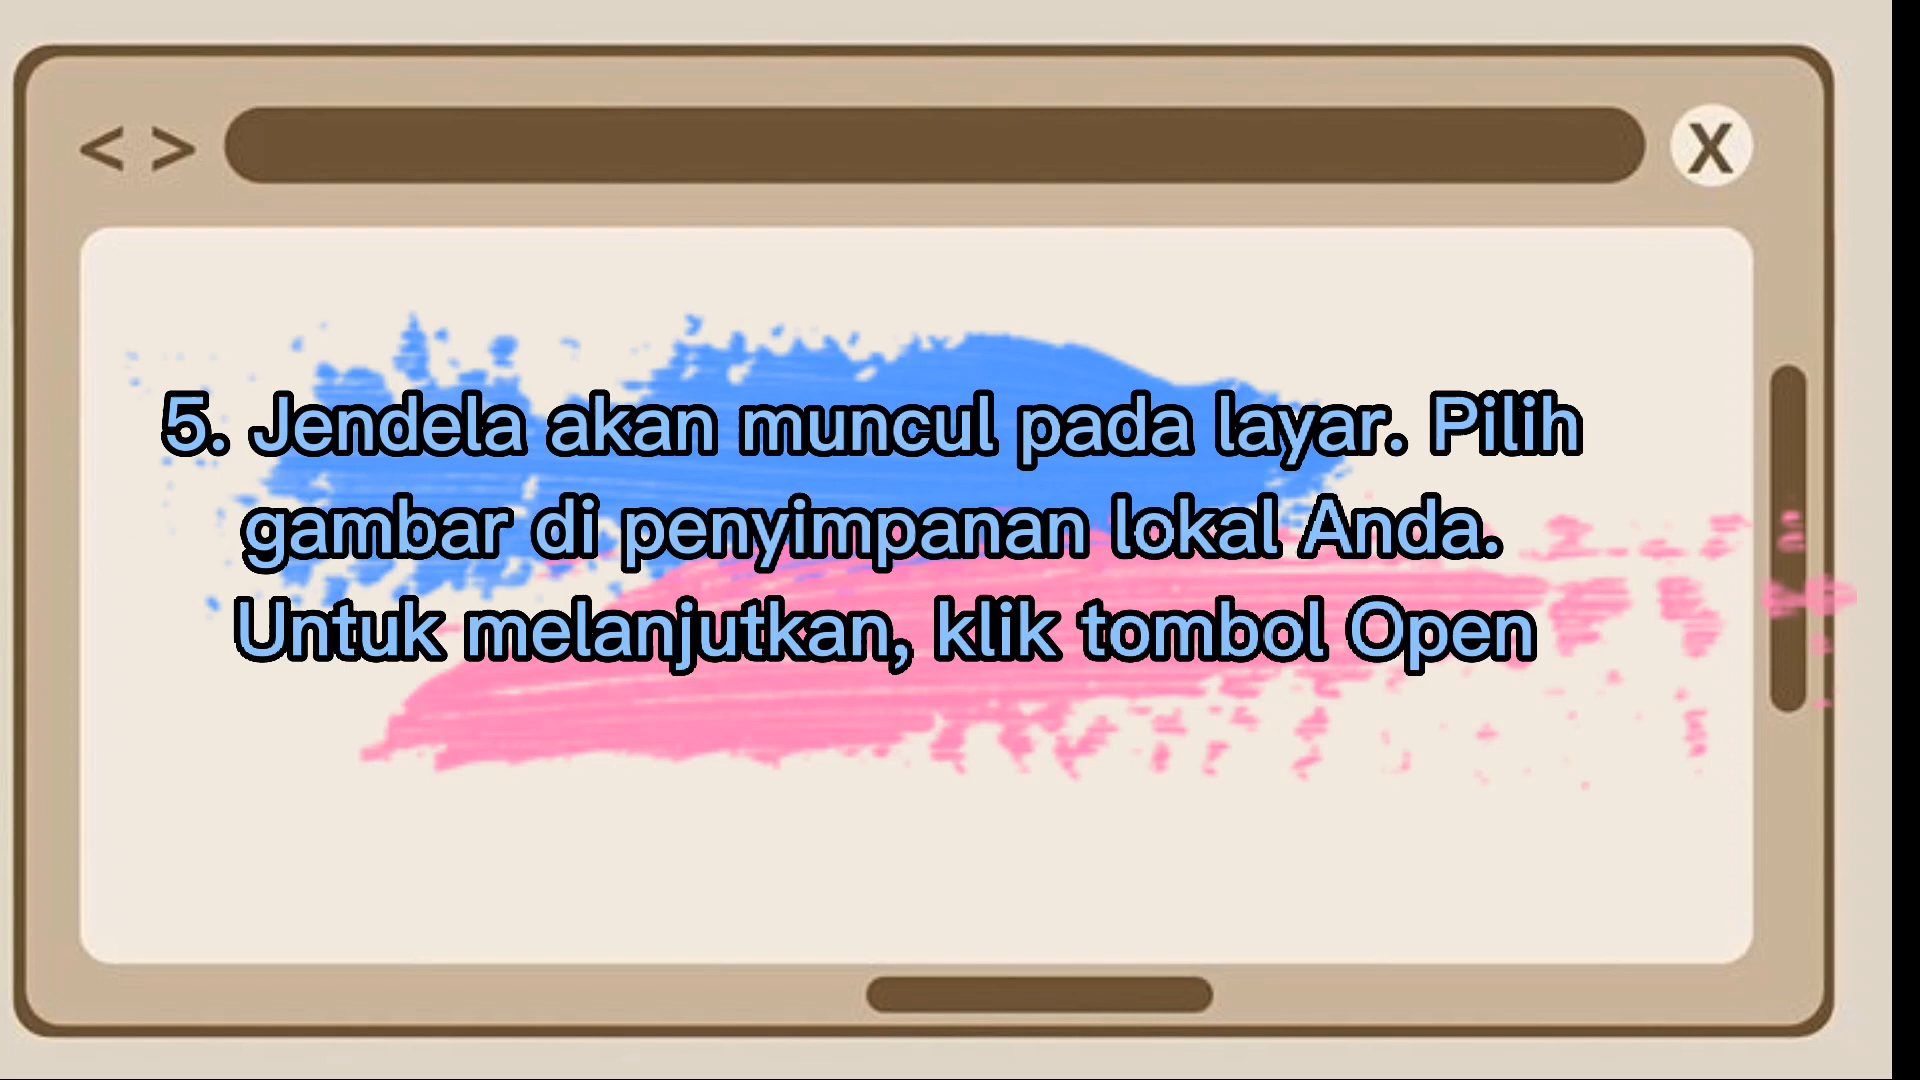 < >
X
5. Jendela akan muncul pada layar. Pilih
gambar di penyimpanan lokal Anda.
Untuk melanjutkan, klik tombol Open